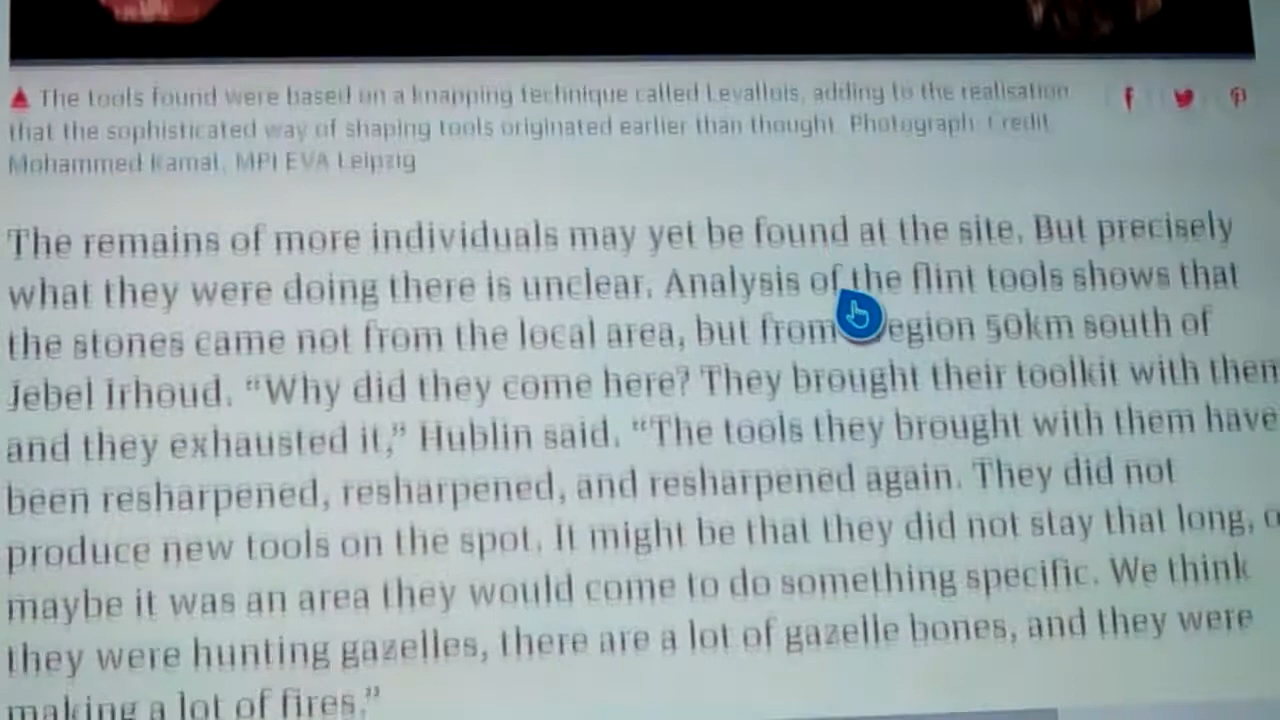 The tools found were based on a knapping technique called Levallois, adding to the realisation
that the sophisticated way of shaping tools originated earlier than thought. Photograph: Credit:
Mohammed Kamal, MPI EVA Leipzig
The remains of more individuals may yet be found at the site. But precisely
what they were doing there is unclear. Analysis of the flint tools shows that
the stones came not from the local area, but from egion 50km south of
Jebel Irhoud. “Why did they come here? They brought their toolkit with them
and they exhausted it,” Hublin said. “The tools they brought with them have
been resharpened, resharpened, and resharpened again. They did not
produce new tools on the spot. It might be that they did not stay that long, o
maybe it was an area they would come to do something specific. We think
they were hunting gazelles, there are a lot of gazelle bones, and they were
making a lot of fires.”